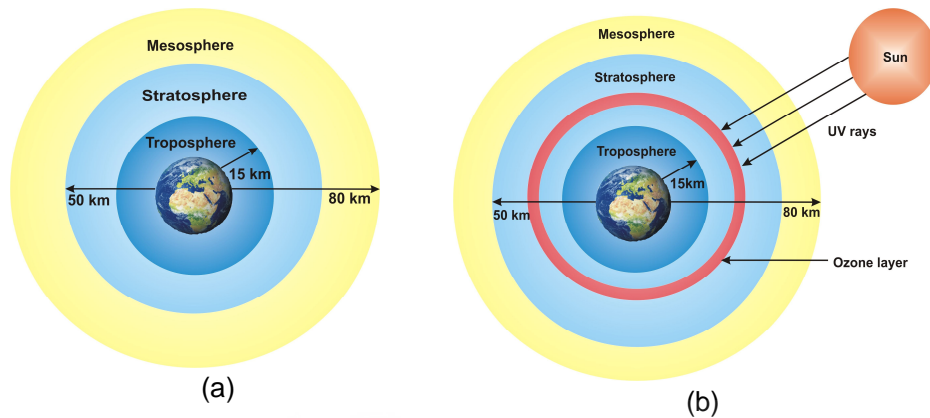 Mesosphere
Stratosphere
Troposphere
15 km
50 km
80 km
(a)
Mesosphere
Sun
Stratosphere
UV rays
Troposphere
15km
50 km
80 km
Ozone layer
(b)